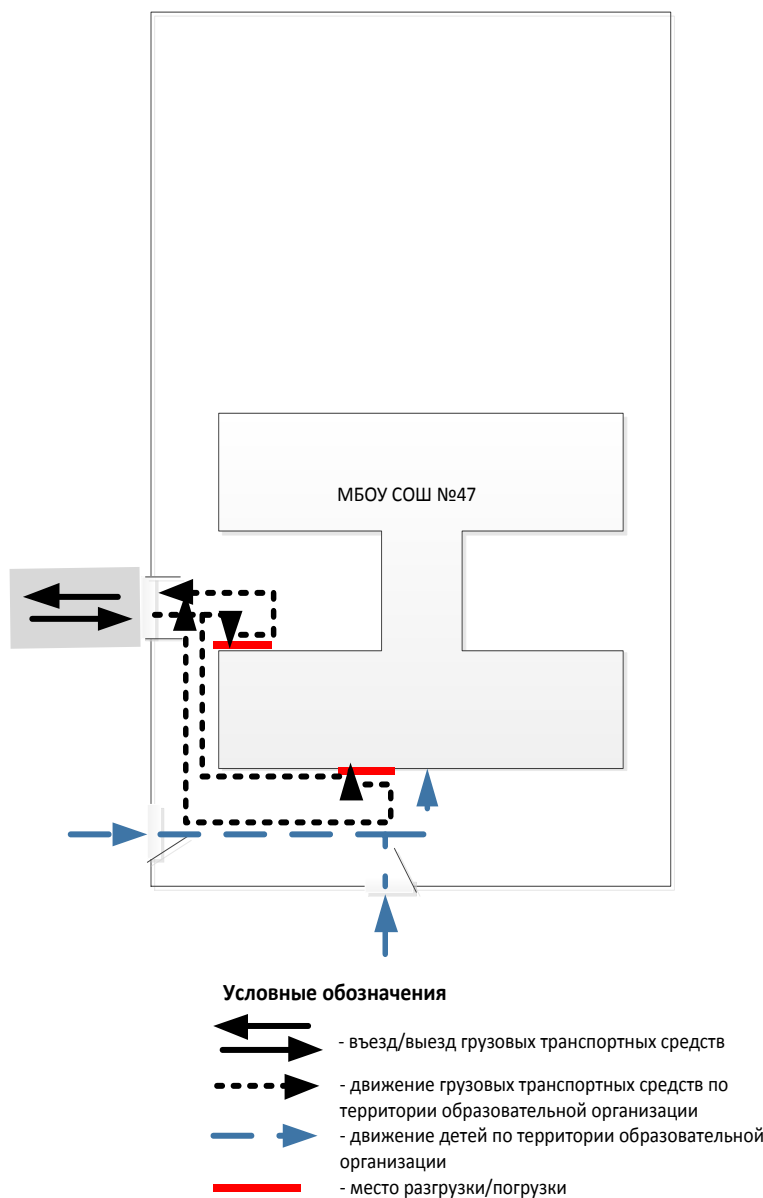 МБОУ СОШ №47
Условные обозначения
- въезд/выезд грузовых транспортных средств
- движение грузовых транспортных средств по
территории образовательной организации
- движение детей по территории образовательной
организации
- место разгрузки/погрузки